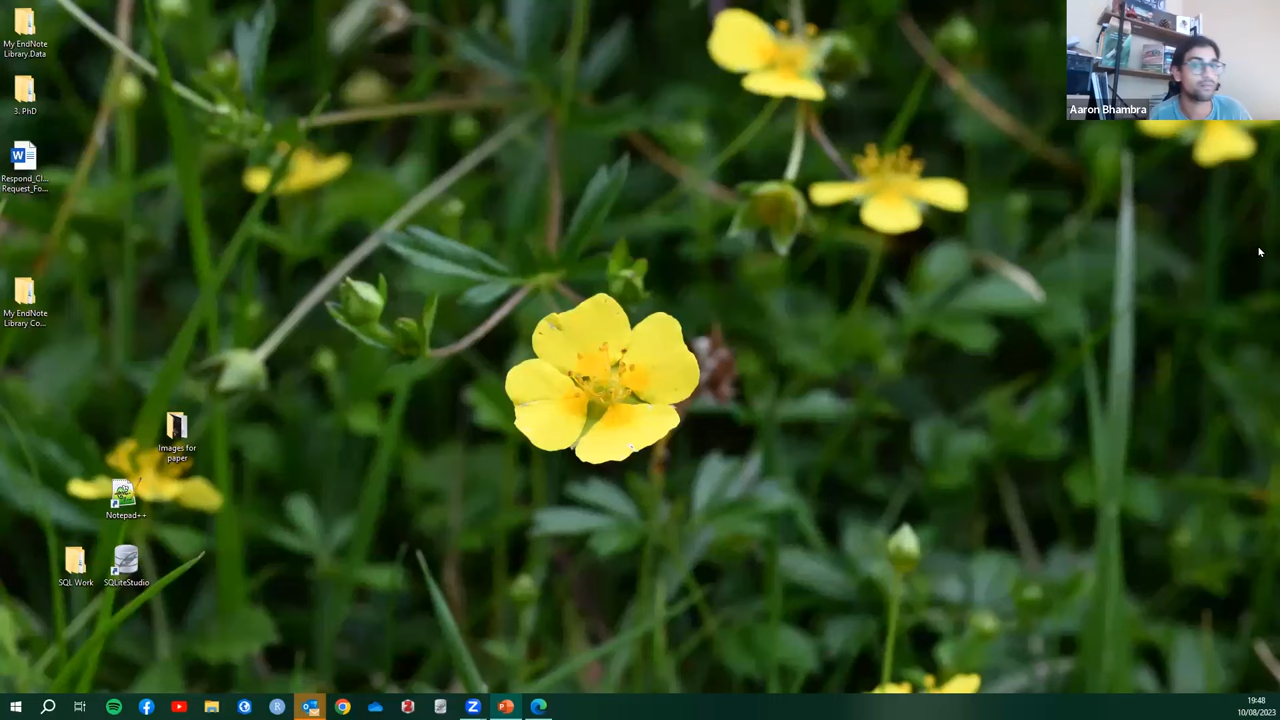 My EndNote
Library.Data
3. PhD
Respond_Cl...
Request_Fo...
My EndNote
Library Co...
Images for
paper
Notepad++
SQL Work
SQLiteStudio
Aaron Bhambra
19:48
10/08/2023